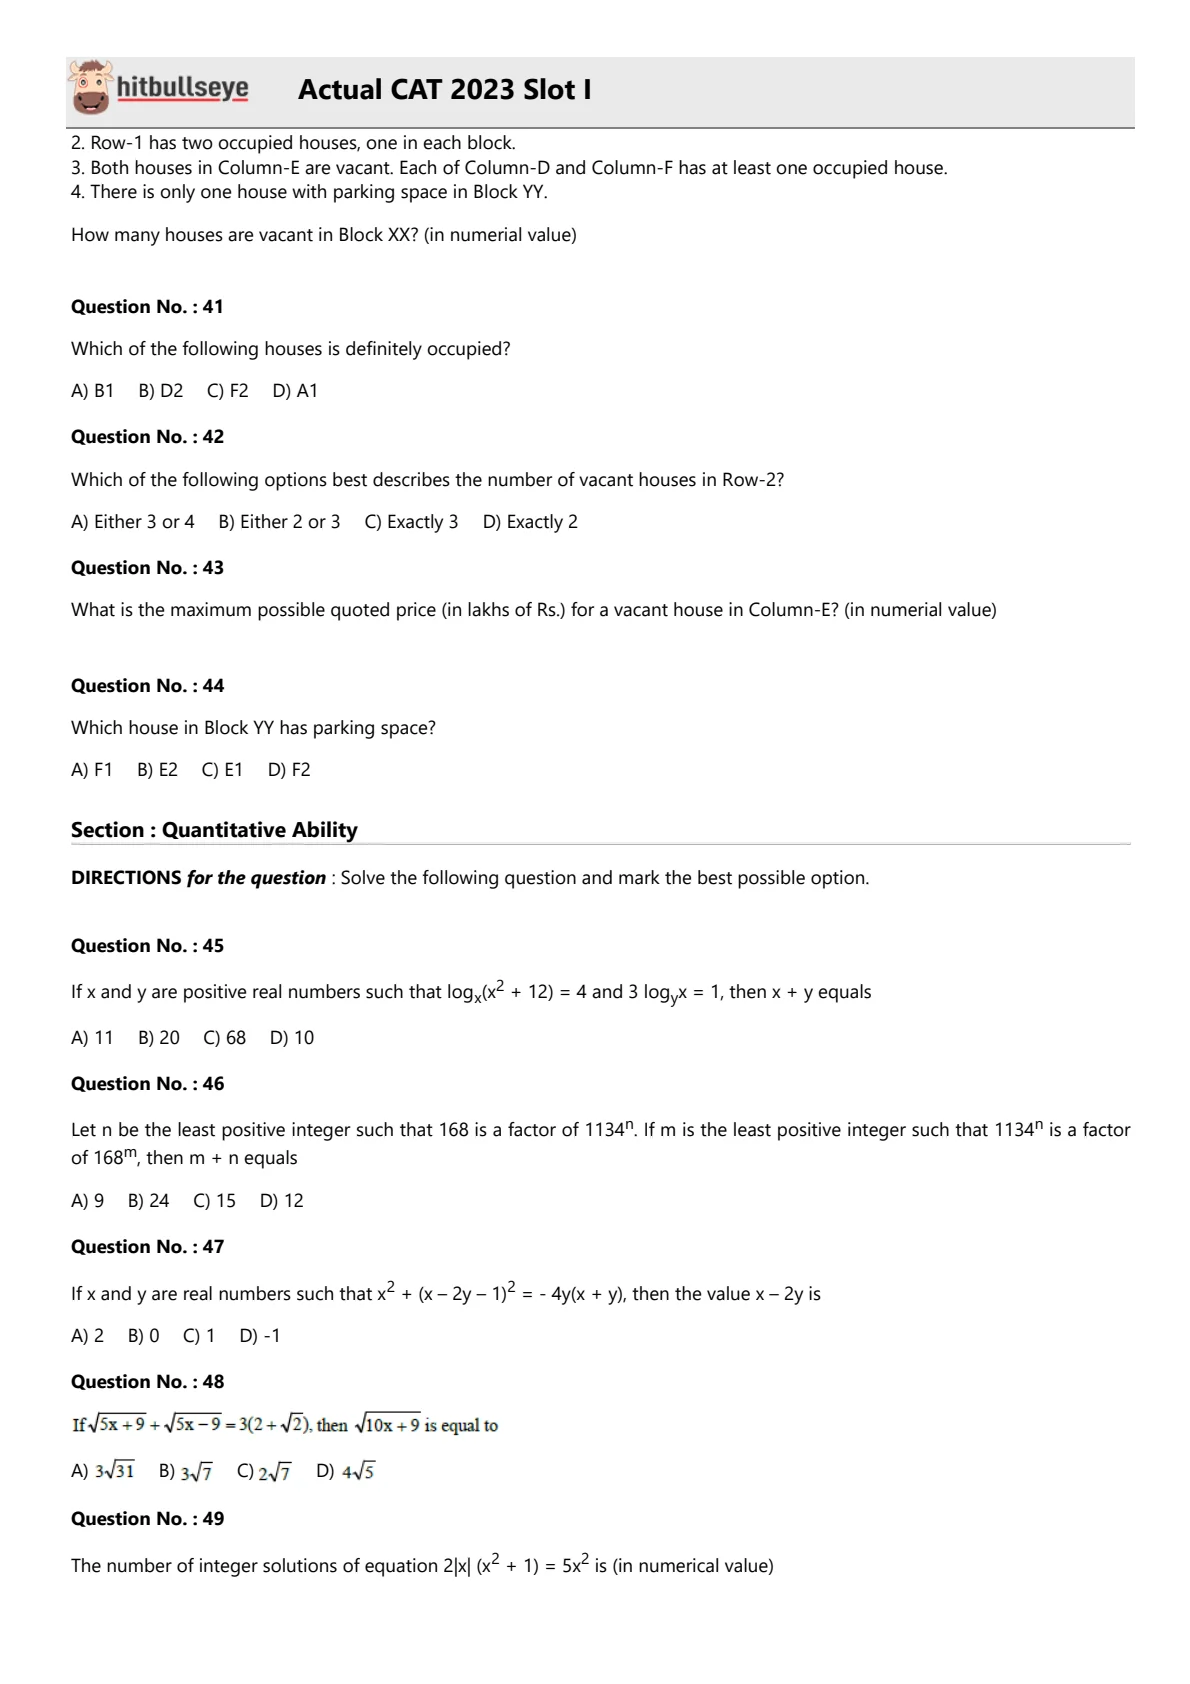 hitbullseye
Actual CAT 2023 Slot I
2. Row-1 has two occupied houses, one in each block.
3. Both houses in Column-E are vacant. Each of Column-D and Column-F has at least one occupied house.
4. There is only one house with parking space in Block YY.
How many houses are vacant in Block XX? (in numerial value)
Question No. : 41
Which of the following houses is definitely occupied?
A) B1 B) D2 C) F2 D) A1
Question No. : 42
Which of the following options best describes the number of vacant houses in Row-2?
A) Either 3 or 4 B) Either 2 or 3 C) Exactly 3 D) Exactly 2
Question No. : 43
What is the maximum possible quoted price (in lakhs of Rs.) for a vacant house in Column-E? (in numerial value)
Question No. : 44
Which house in Block YY has parking space?
A) F1 B) E2 C) E1 D) F2
Section : Quantitative Ability
DIRECTIONS for the question : Solve the following question and mark the best possible option.
Question No. : 45
If x and y are positive real numbers such that logₓ(x² + 12) = 4 and 3 log_y x = 1, then x + y equals
A) 11 B) 20 C) 68 D) 10
Question No. : 46
Let n be the least positive integer such that 168 is a factor of 1134ⁿ. If m is the least positive integer such that 1134ⁿ is a factor
of 168ᵐ, then m + n equals
A) 9 B) 24 C) 15 D) 12
Question No. : 47
If x and y are real numbers such that x² + (x – 2y – 1)² = - 4y(x + y), then the value x – 2y is
A) 2 B) 0 C) 1 D) -1
Question No. : 48
If √(5x + 9) + √(5x − 9) = 3(2 + √2), then √(10x + 9) is equal to
A) 3√31 B) 3√7 C) 2√7 D) 4√5
Question No. : 49
The number of integer solutions of equation 2|x| (x² + 1) = 5x² is (in numerical value)